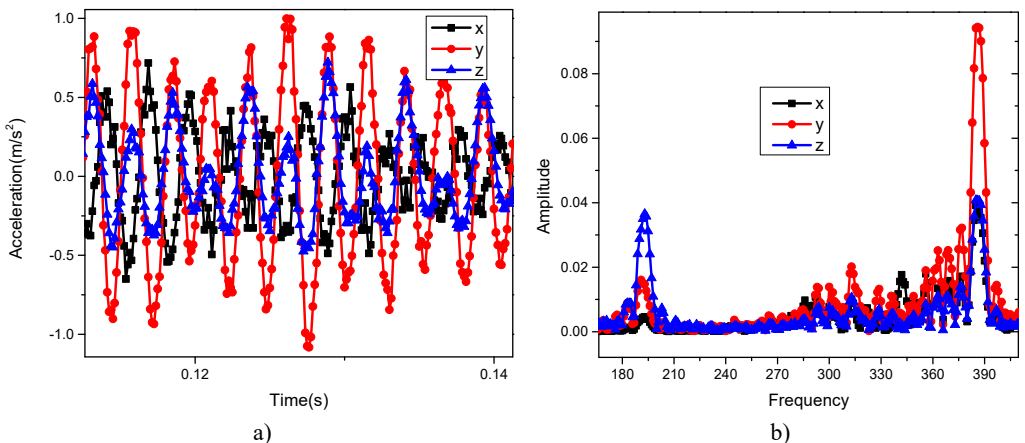 1.0
0.5
0.0
-0.5
-1.0
Acceleration(m/s²)
x
y
z
0.12
0.14
Time(s)
a)
0.08
0.06
0.04
0.02
0.00
Amplitude
x
y
z
180
210
240
270
300
330
360
390
Frequency
b)